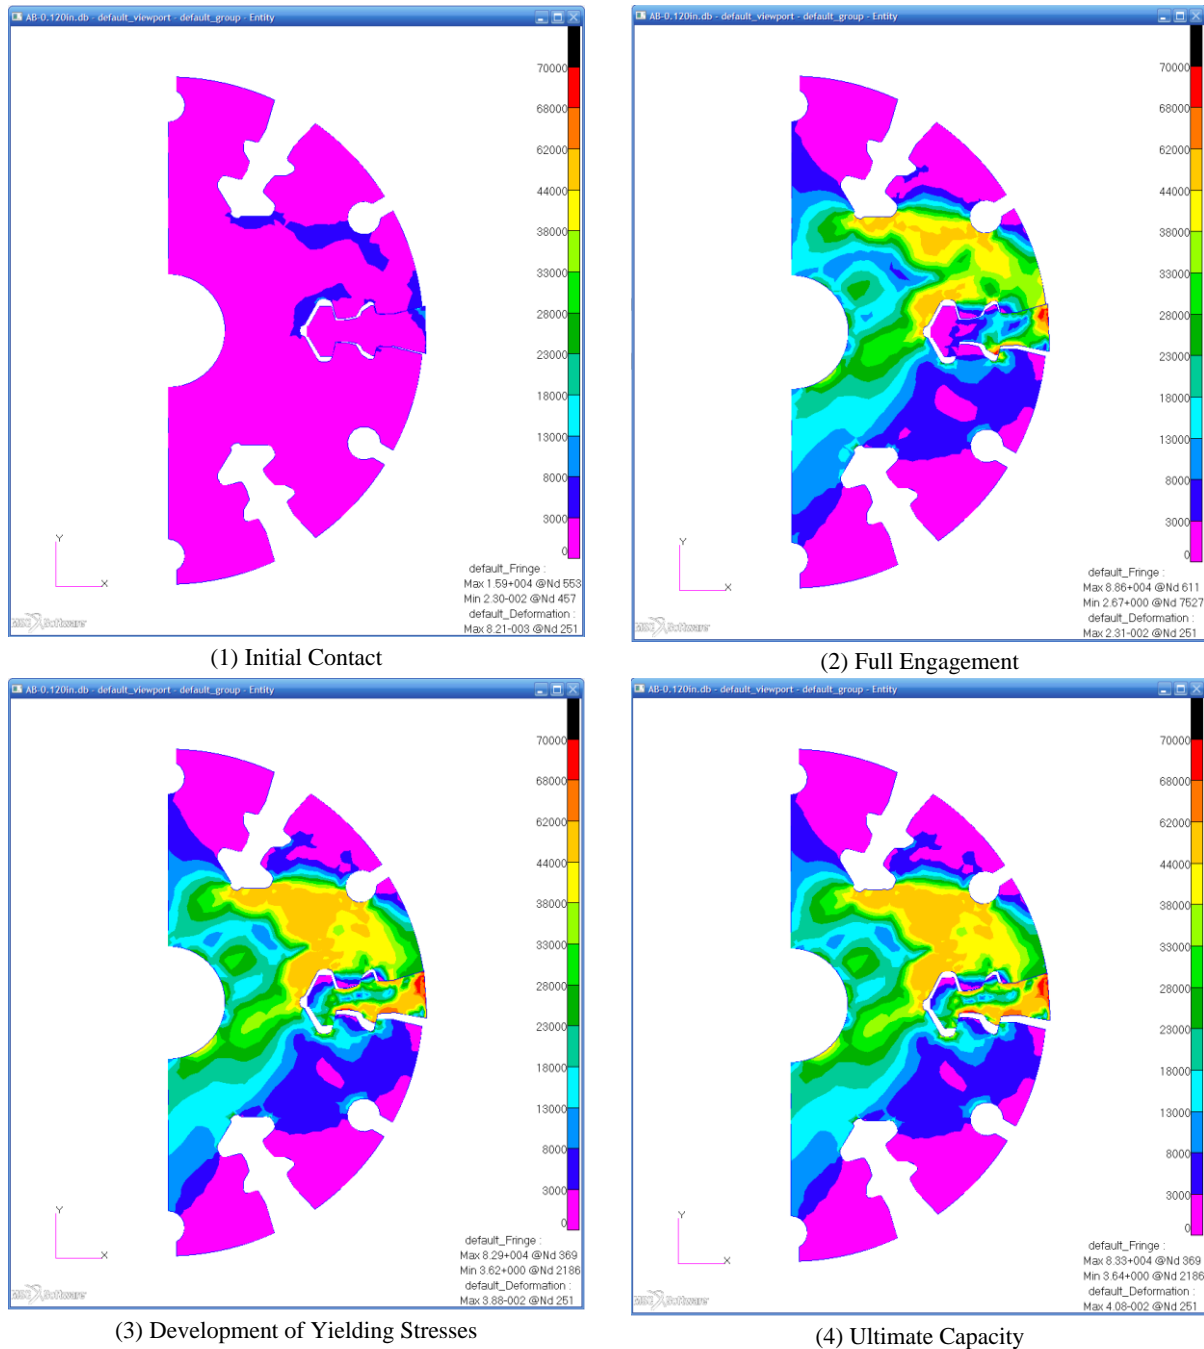 AB-0.120in.db - default_viewport - default_group - Entity
70000
68000
62000
44000
38000
33000
28000
23000
18000
13000
8000
3000
0
Y
X
default_Fringe :
Max 1.59+004 @Nd 553
Min 2.30-002 @Nd 457
default_Deformation :
Max 8.21-003 @Nd 251
MSC Software
(1) Initial Contact
AB-0.120in.db - default_viewport - default_group - Entity
70000
68000
62000
44000
38000
33000
28000
23000
18000
13000
8000
3000
0
Y
X
default_Fringe :
Max 8.86+004 @Nd 611
Min 2.67+000 @Nd 7527
default_Deformation :
Max 2.31-002 @Nd 251
MSC Software
(2) Full Engagement
AB-0.120in.db - default_viewport - default_group - Entity
70000
68000
62000
44000
38000
33000
28000
23000
18000
13000
8000
3000
0
Y
X
default_Fringe :
Max 8.29+004 @Nd 369
Min 3.62+000 @Nd 2186
default_Deformation :
Max 3.88-002 @Nd 251
MSC Software
(3) Development of Yielding Stresses
AB-0.120in.db - default_viewport - default_group - Entity
70000
68000
62000
44000
38000
33000
28000
23000
18000
13000
8000
3000
0
Y
X
default_Fringe :
Max 8.33+004 @Nd 369
Min 3.64+000 @Nd 2186
default_Deformation :
Max 4.08-002 @Nd 251
MSC Software
(4) Ultimate Capacity